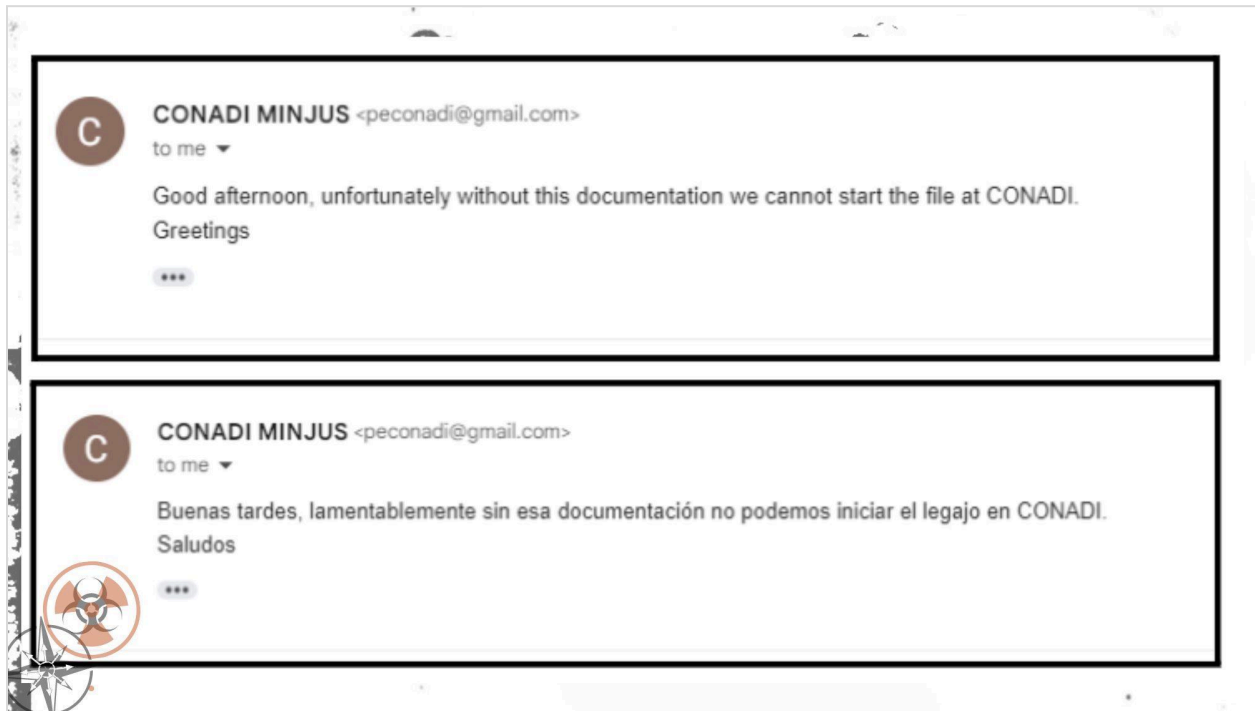 C
CONADI MINJUS <peconadi@gmail.com>
to me
Good afternoon, unfortunately without this documentation we cannot start the file at CONADI.
Greetings
•••
C
CONADI MINJUS <peconadi@gmail.com>
to me
Buenas tardes, lamentablemente sin esa documentación no podemos iniciar el legajo en CONADI.
Saludos
•••